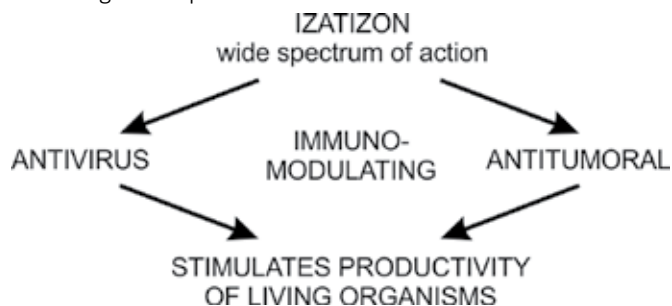 IZATIZON
wide spectrum of action
IMMUNO-
ANTIVIRUS
MODULATING
ANTITUMORAL
STIMULATES PRODUCTIVITY
OF LIVING ORGANISMS